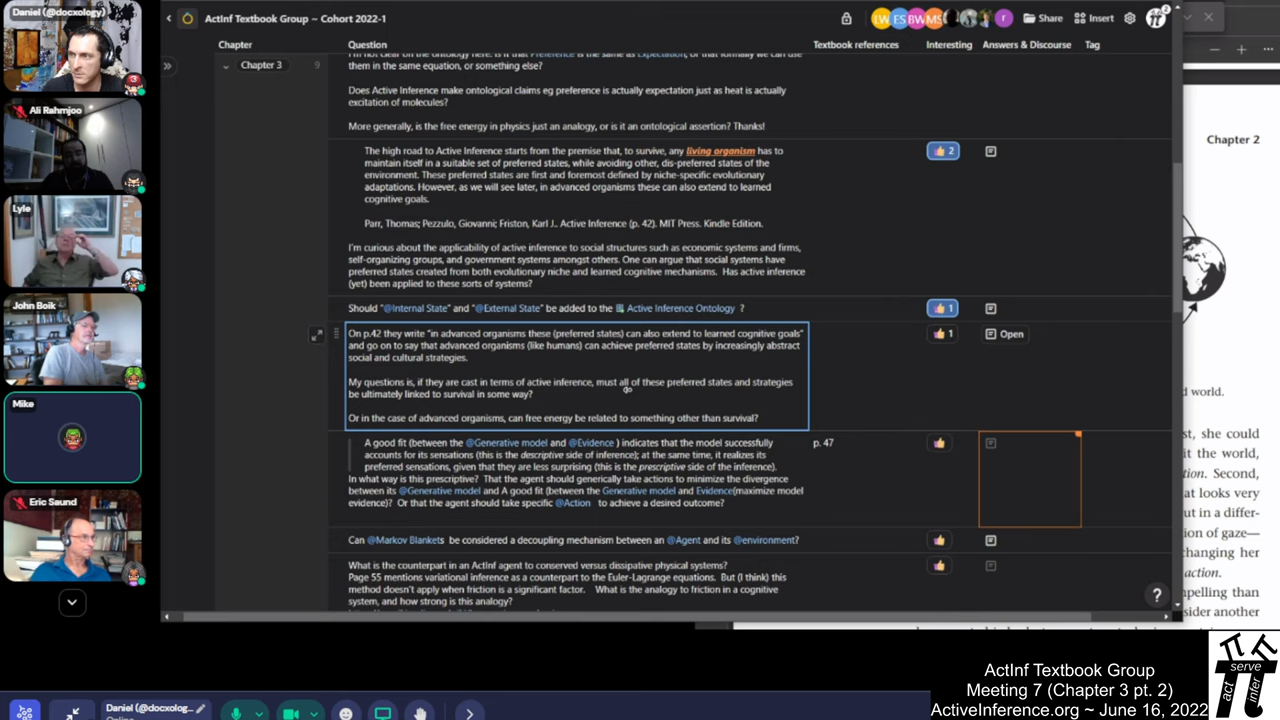 Daniel (@docxology)
Ali Rahmjoo
Lyle
John Boik
Mike
Eric Saund
ActInf Textbook Group ~ Cohort 2022-1
LW
ES
BW
MS
r
Share
Insert
2
Chapter
Question
Textbook references
Interesting
Answers & Discourse
Tag
Chapter 3
9
them in the same equation, or something else?
Does Active Inference make ontological claims eg preference is actually expectation just as heat is actually
excitation of molecules?
More generally, is the free energy in physics just an analogy, or is it an ontological assertion? Thanks!
The high road to Active Inference starts from the premise that, to survive, any living organism has to
maintain itself in a suitable set of preferred states, while avoiding other, dis-preferred states of the
environment. These preferred states are first and foremost defined by niche-specific evolutionary
adaptations. However, as we will see later, in advanced organisms these can also extend to learned
cognitive goals.
Parr, Thomas; Pezzulo, Giovanni; Friston, Karl J.. Active Inference (p. 42). MIT Press. Kindle Edition.
I'm curious about the applicability of active inference to social structures such as economic systems and firms,
self-organizing groups, and government systems amongst others. One can argue that social systems have
preferred states created from both evolutionary niche and learned cognitive mechanisms. Has active inference
(yet) been applied to these sorts of systems?
2
Should "@Internal State" and "@External State" be added to the Active Inference Ontology ?
1
On p.42 they write "in advanced organisms these (preferred states) can also extend to learned cognitive goals"
and go on to say that advanced organisms (like humans) can achieve preferred states by increasingly abstract
social and cultural strategies.
My questions is, if they are cast in terms of active inference, must all of these preferred states and strategies
be ultimately linked to survival in some way?
Or in the case of advanced organisms, can free energy be related to something other than survival?
1
Open
A good fit (between the @Generative model and @Evidence ) indicates that the model successfully
accounts for its sensations (this is the descriptive side of inference); at the same time, it realizes its
preferred sensations, given that they are less surprising (this is the prescriptive side of the inference).
In what way is this prescriptive? That the agent should generically take actions to minimize the divergence
between its @Generative model and A good fit (between the Generative model and Evidence(maximize model
evidence)? Or that the agent should take specific @Action to achieve a desired outcome?
p. 47
Can @Markov Blankets be considered a decoupling mechanism between an @Agent and its @environment?
What is the counterpart in an ActInf agent to conserved versus dissipative physical systems?
Page 55 mentions variational inference as a counterpart to the Euler-Lagrange equations. But (I think) this
method doesn't apply when friction is a significant factor. What is the analogy to friction in a cognitive
system, and how strong is this analogy?
?
Chapter 2
d world.
st, she could
it the world,
tion. Second,
at looks very
ut in a differ-
ion of gaze—
changing her
action.
pelling than
sider another
Daniel (@docxolog...
Online
ActInf Textbook Group
Meeting 7 (Chapter 3 pt. 2)
ActiveInference.org ~ June 16, 2022
serve
act
infer